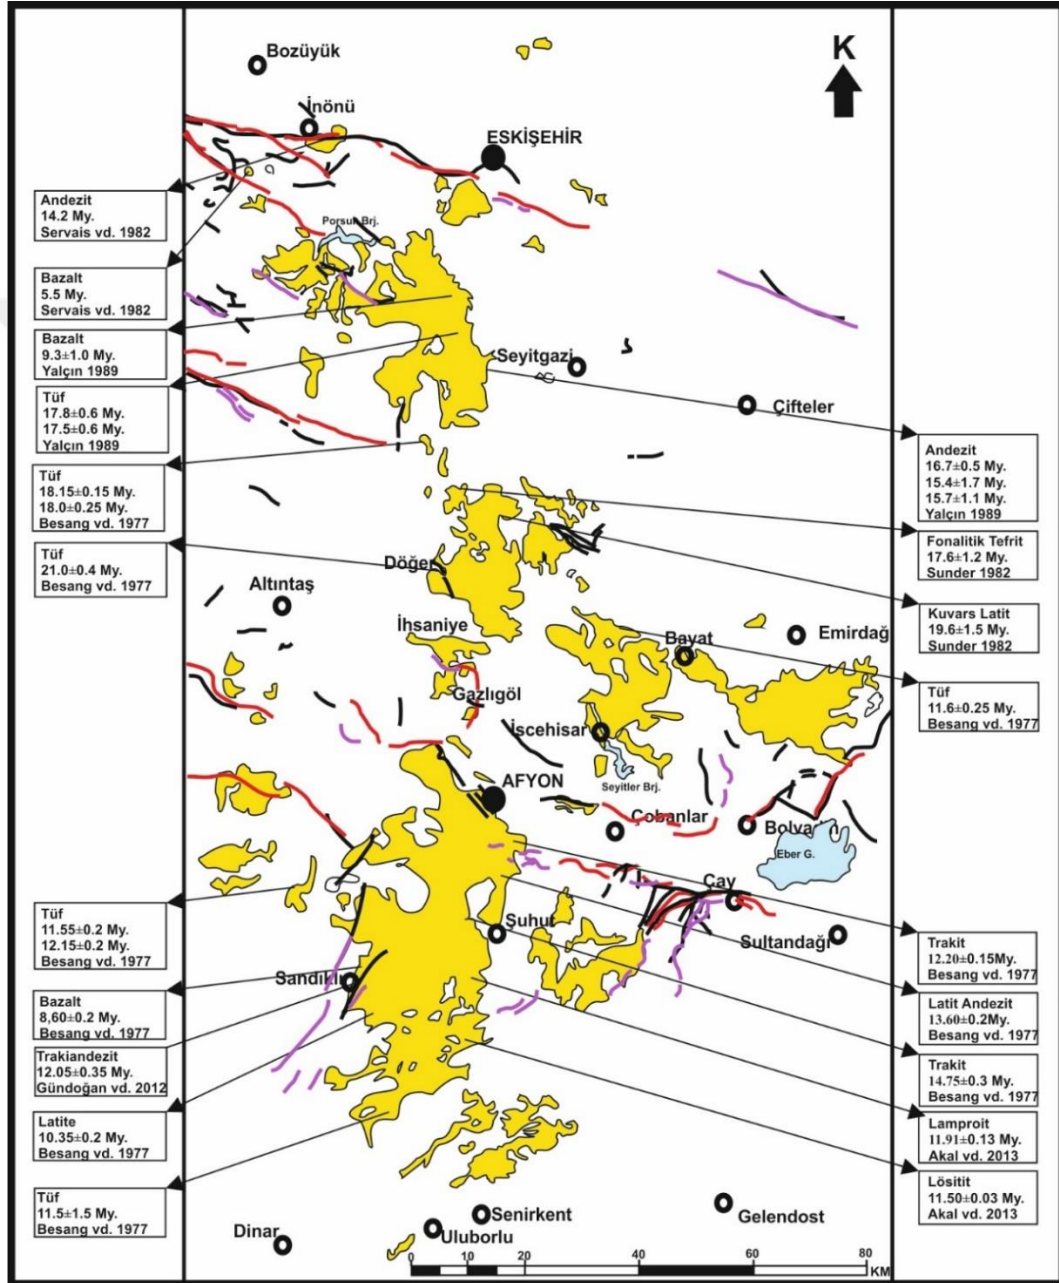 Bozüyük
K
İnönü
ESKİŞEHİR
Andezit
14.2 My.
Servais vd. 1982
Porsuk Brj.
Bazalt
5.5 My.
Servais vd. 1982
Bazalt
9.3±1.0 My.
Yalçın 1989
Seyitgazi
Çifteler
Tüf
17.8±0.6 My.
17.5±0.6 My.
Yalçın 1989
Andezit
16.7±0.5 My.
15.4±1.7 My.
15.7±1.1 My.
Yalçın 1989
Tüf
18.15±0.15 My.
18.0±0.25 My.
Besang vd. 1977
Fonalitik Tefrit
17.6±1.2 My.
Sunder 1982
Tüf
21.0±0.4 My.
Besang vd. 1977
Döğer
Altıntaş
Kuvars Latit
19.6±1.5 My.
Sunder 1982
İhsaniye
Bayat
Emirdağ
Gazlıgöl
Tüf
11.6±0.25 My.
Besang vd. 1977
İscehisar
Seyitler Brj.
AFYON
Çobanlar
Bolvadin
Eber G.
Çay
Tüf
11.55±0.2 My.
12.15±0.2 My.
Besang vd. 1977
Şuhut
Sultandağı
Trakit
12.20±0.15My.
Besang vd. 1977
Sandıklı
Bazalt
8,60±0.2 My.
Besang vd. 1977
Latit Andezit
13.60±0.2My.
Besang vd. 1977
Trakiandezit
12.05±0.35 My.
Gündoğan vd. 2012
Trakit
14.75±0.3 My.
Besang vd. 1977
Latite
10.35±0.2 My.
Besang vd. 1977
Lamproit
11.91±0.13 My.
Akal vd. 2013
Tüf
11.5±1.5 My.
Besang vd. 1977
Lösitit
11.50±0.03 My.
Akal vd. 2013
Senirkent
Gelendost
Dinar
Uluborlu
0 10 20 40 60 80
KM